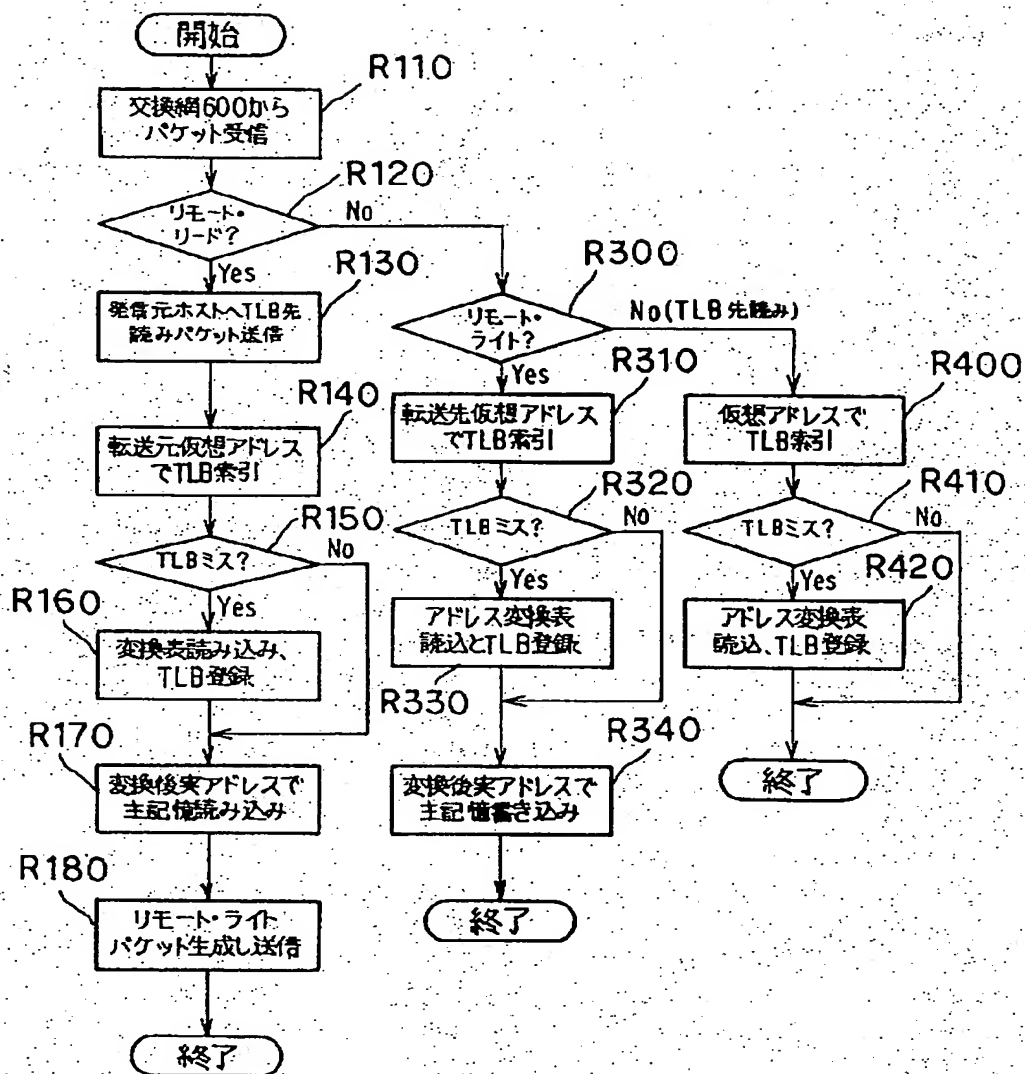 開始
R110
交換網600から
パケット受信
R120
リモート・
リード?
No
Yes
R130
発信元ホストへTLB先
読みパケット送信
R140
転送元仮想アドレス
でTLB索引
R150
TLBミス?
No
Yes
R160
変換表読み込み、
TLB登録
R170
変換後実アドレスで
主記憶読み込み
R180
リモート・ライト
パケット生成し送信
終了
R300
リモート・
ライト?
No(TLB先読み)
Yes
R310
転送先仮想アドレス
でTLB索引
R320
TLBミス?
No
Yes
アドレス変換表
読込とTLB登録
R330
R340
変換後実アドレスで
主記憶書き込み
終了
R400
仮想アドレスで
TLB索引
R410
TLBミス?
No
Yes
R420
アドレス変換表
読込、TLB登録
終了